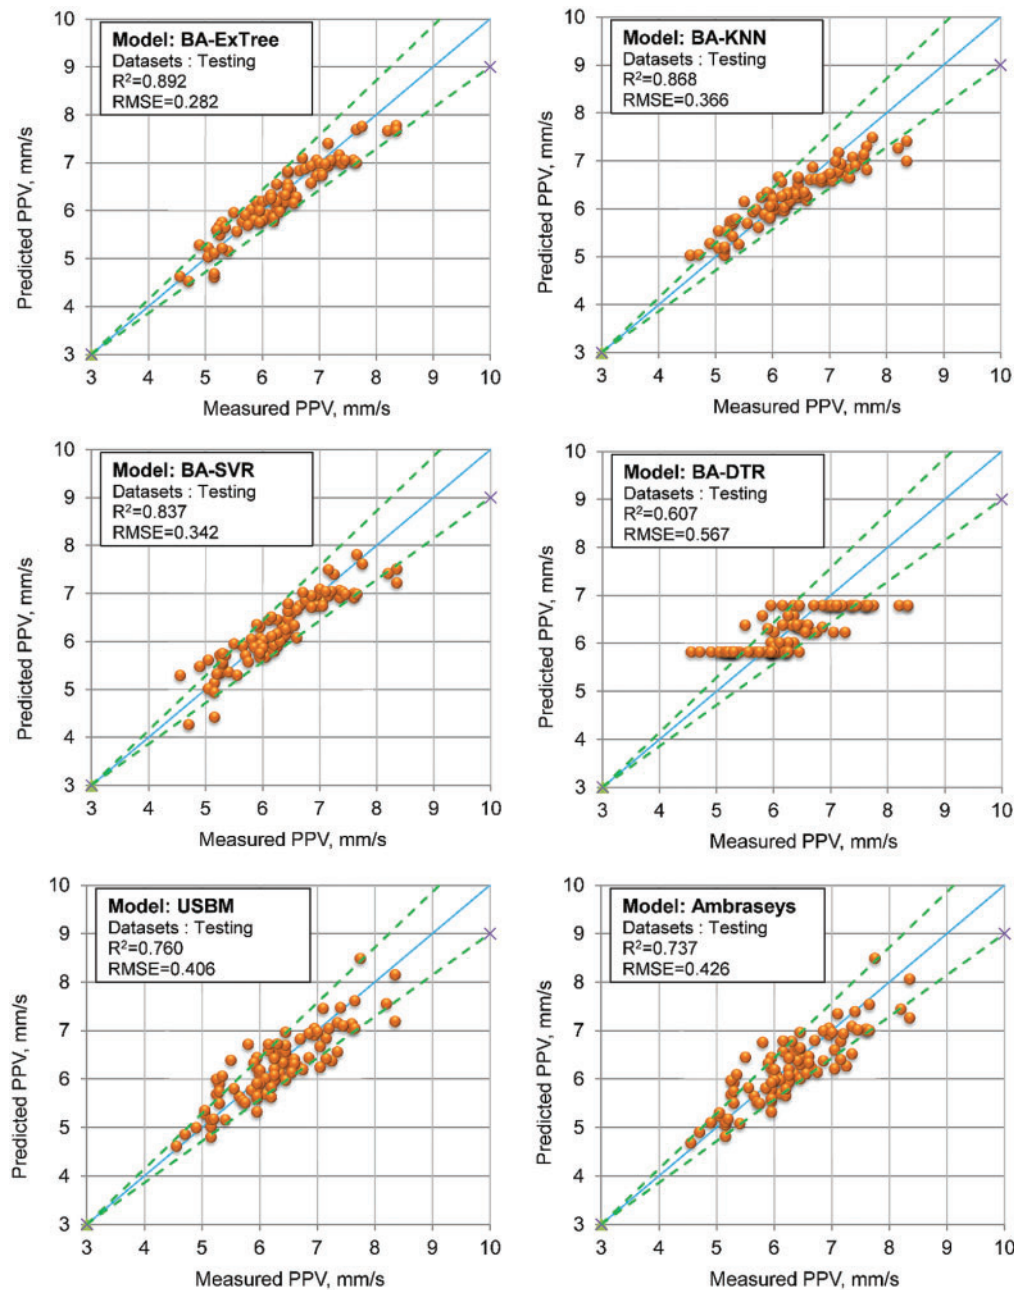 Model: BA-ExTree
Datasets : Testing
R²=0.892
RMSE=0.282
Predicted PPV, mm/s
10
9
8
7
6
5
4
3
3 4 5 6 7 8 9 10
Measured PPV, mm/s
Model: BA-KNN
Datasets : Testing
R²=0.868
RMSE=0.366
Predicted PPV, mm/s
10
9
8
7
6
5
4
3
3 4 5 6 7 8 9 10
Measured PPV, mm/s
Model: BA-SVR
Datasets : Testing
R²=0.837
RMSE=0.342
Predicted PPV, mm/s
10
9
8
7
6
5
4
3
3 4 5 6 7 8 9 10
Measured PPV, mm/s
Model: BA-DTR
Datasets : Testing
R²=0.607
RMSE=0.567
Predicted PPV, mm/s
10
9
8
7
6
5
4
3
3 4 5 6 7 8 9 10
Measured PPV, mm/s
Model: USBM
Datasets : Testing
R²=0.760
RMSE=0.406
Predicted PPV, mm/s
10
9
8
7
6
5
4
3
3 4 5 6 7 8 9 10
Measured PPV, mm/s
Model: Ambraseys
Datasets : Testing
R²=0.737
RMSE=0.426
Predicted PPV, mm/s
10
9
8
7
6
5
4
3
3 4 5 6 7 8 9 10
Measured PPV, mm/s